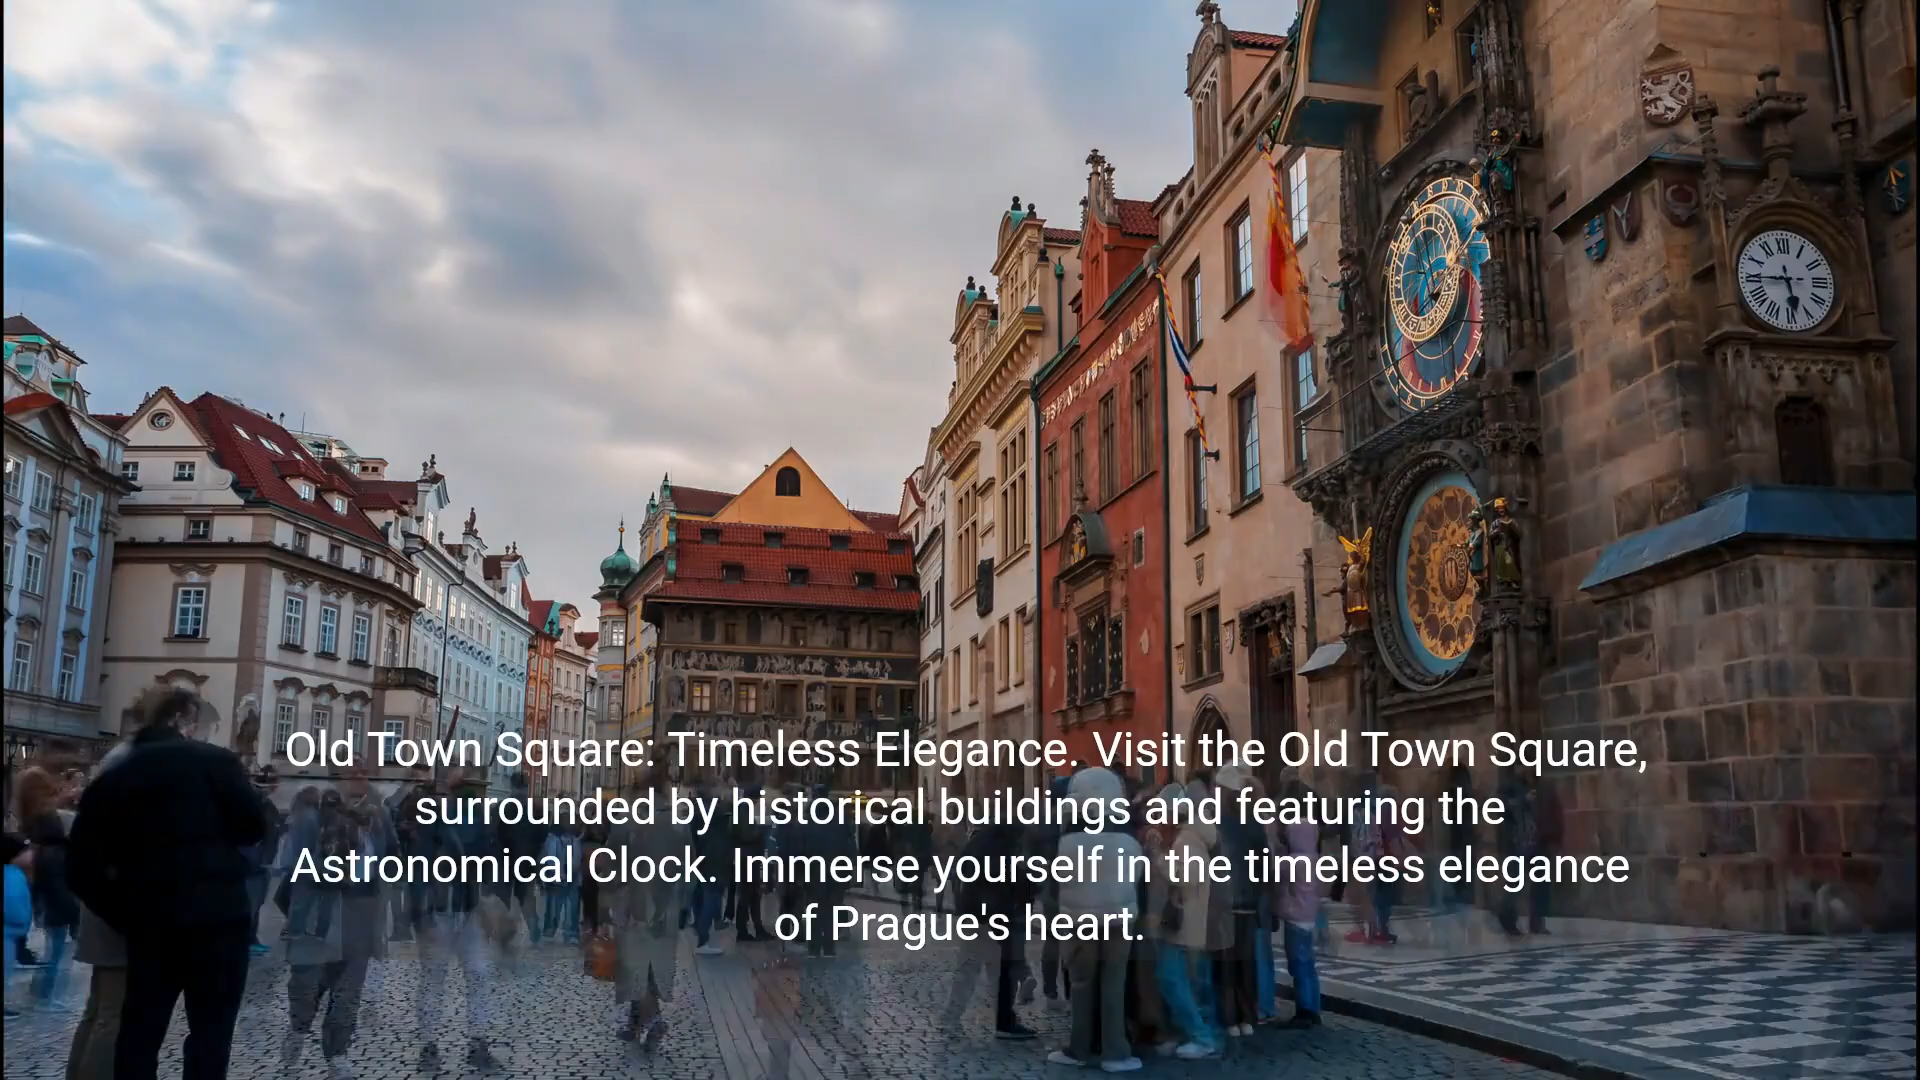 Old Town Square: Timeless Elegance. Visit the Old Town Square,
surrounded by historical buildings and featuring the
Astronomical Clock. Immerse yourself in the timeless elegance
of Prague's heart.